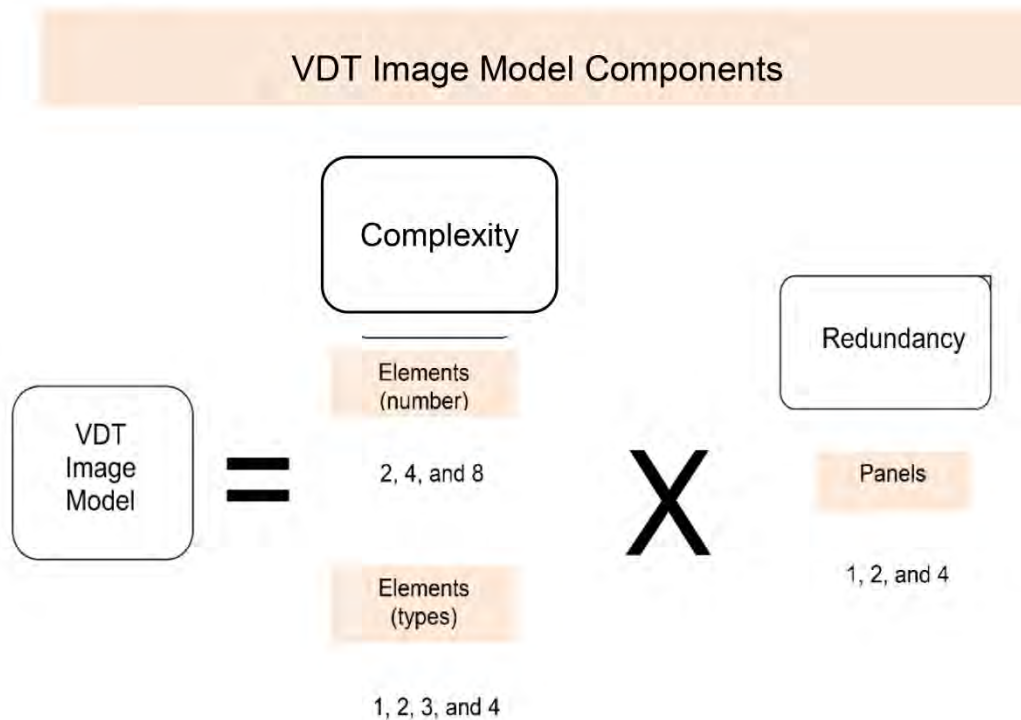 VDT Image Model Components
Complexity
Redundancy
Elements
(number)
VDT
Image
Model
=
2, 4, and 8
X
Panels
Elements
(types)
1, 2, and 4
1, 2, 3, and 4